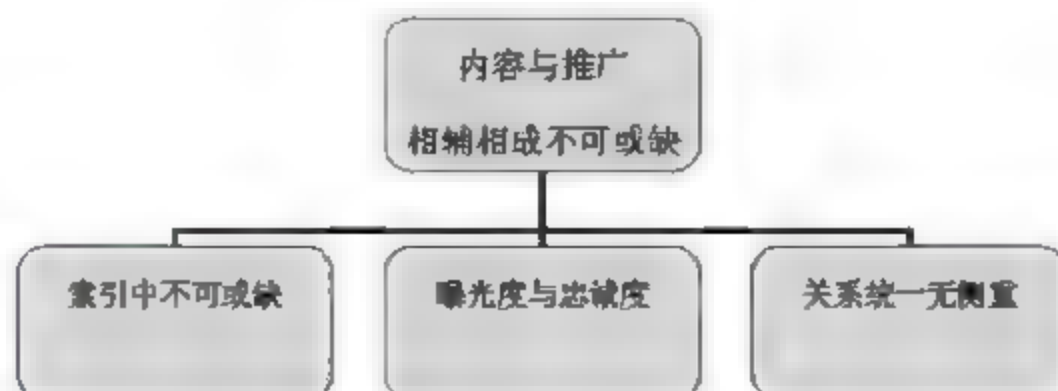 内容与推广
相辅相成不可或缺
索引中不可或缺
曝光度与忠诚度
关系统一无侧重